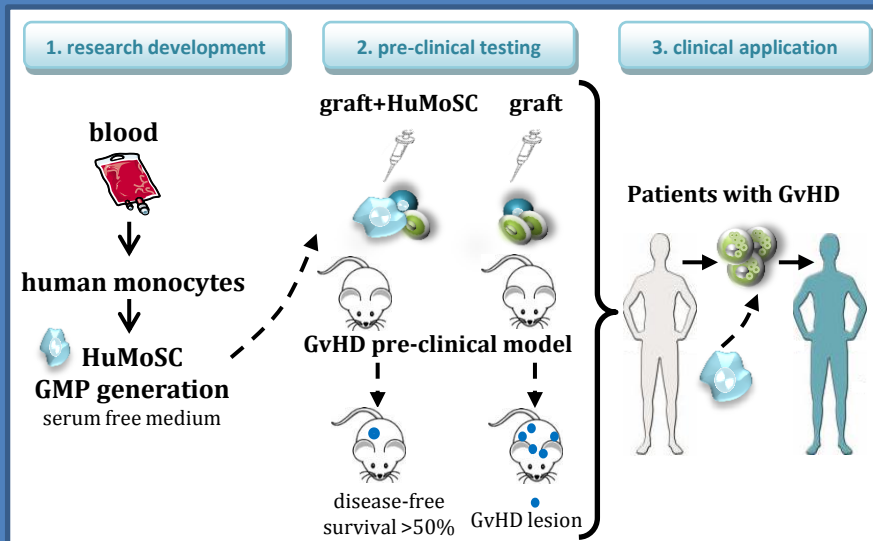 1. research development
2. pre-clinical testing
3. clinical application
blood
human monocytes
HuMoSC
GMP generation
serum free medium
graft+HuMoSC
graft
GvHD pre-clinical model
disease-free
survival >50%
GvHD lesion
Patients with GvHD